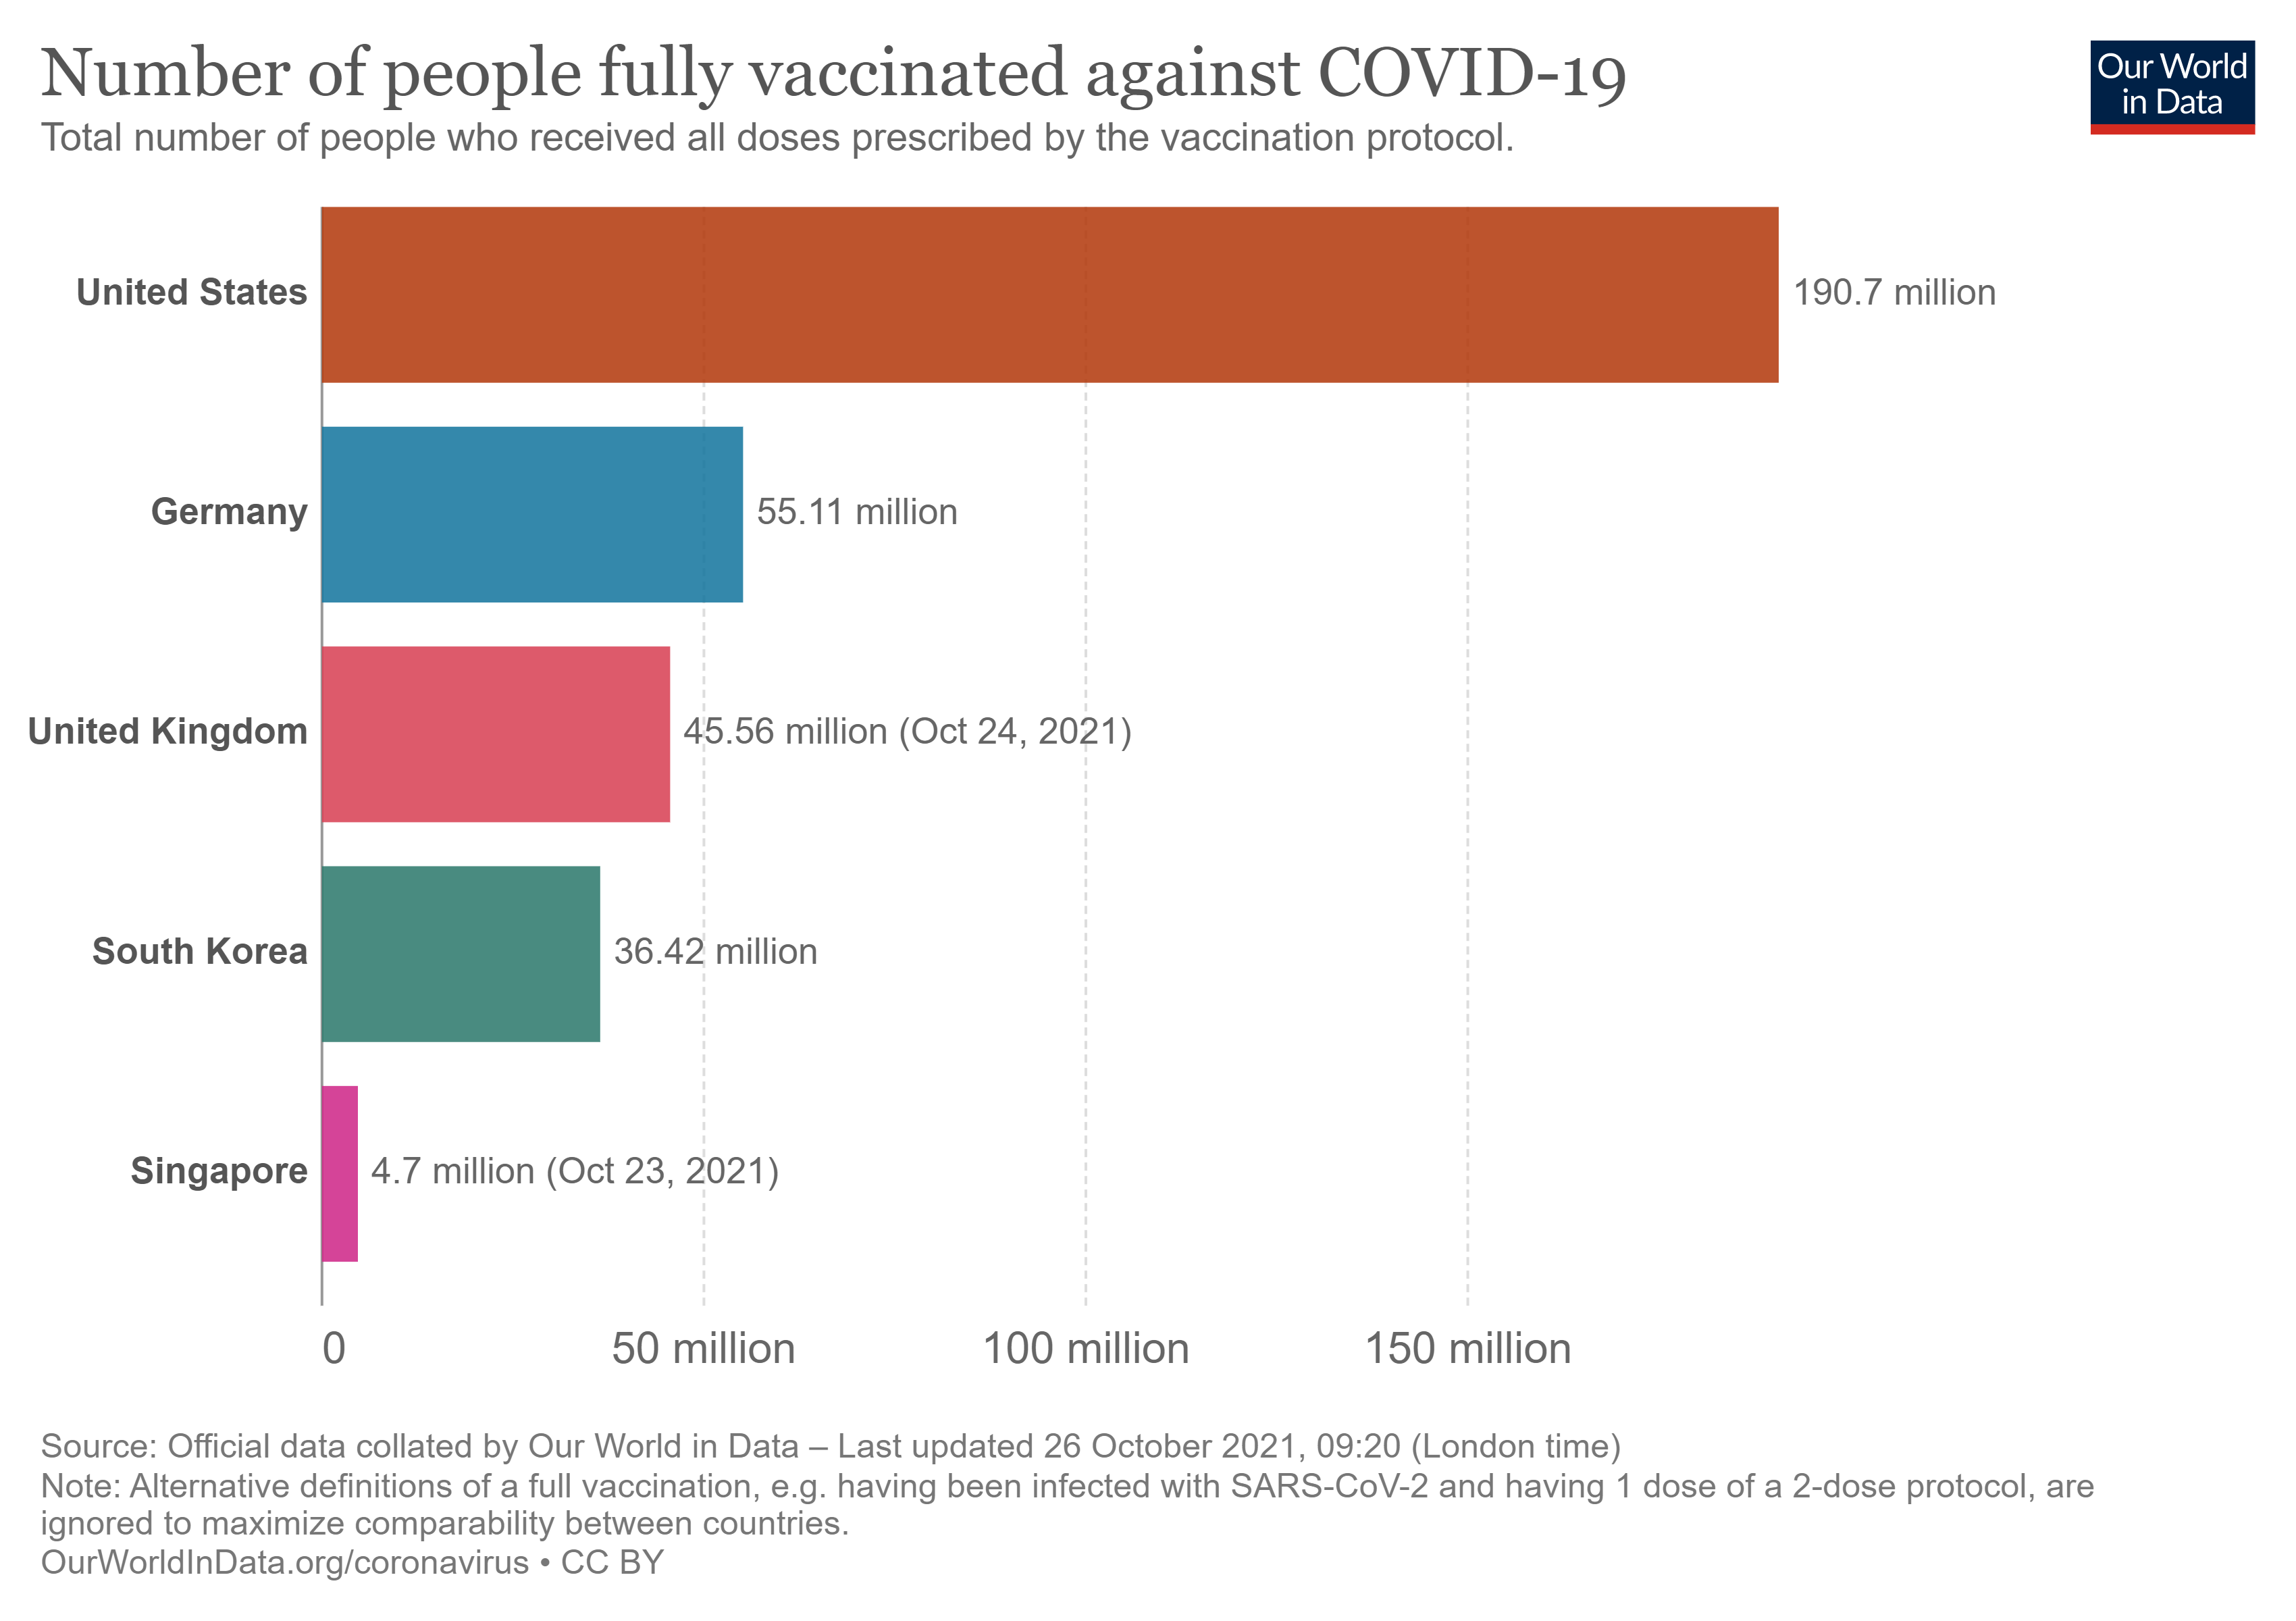 Number of people fully vaccinated against COVID-19
Our World
in Data
Total number of people who received all doses prescribed by the vaccination protocol.
United States
190.7 million
Germany
55.11 million
United Kingdom
45.56 million (Oct 24, 2021)
South Korea
36.42 million
Singapore
4.7 million (Oct 23, 2021)
0
50 million
100 million
150 million
Source: Official data collated by Our World in Data – Last updated 26 October 2021, 09:20 (London time)
Note: Alternative definitions of a full vaccination, e.g. having been infected with SARS-CoV-2 and having 1 dose of a 2-dose protocol, are
ignored to maximize comparability between countries.
OurWorldInData.org/coronavirus • CC BY